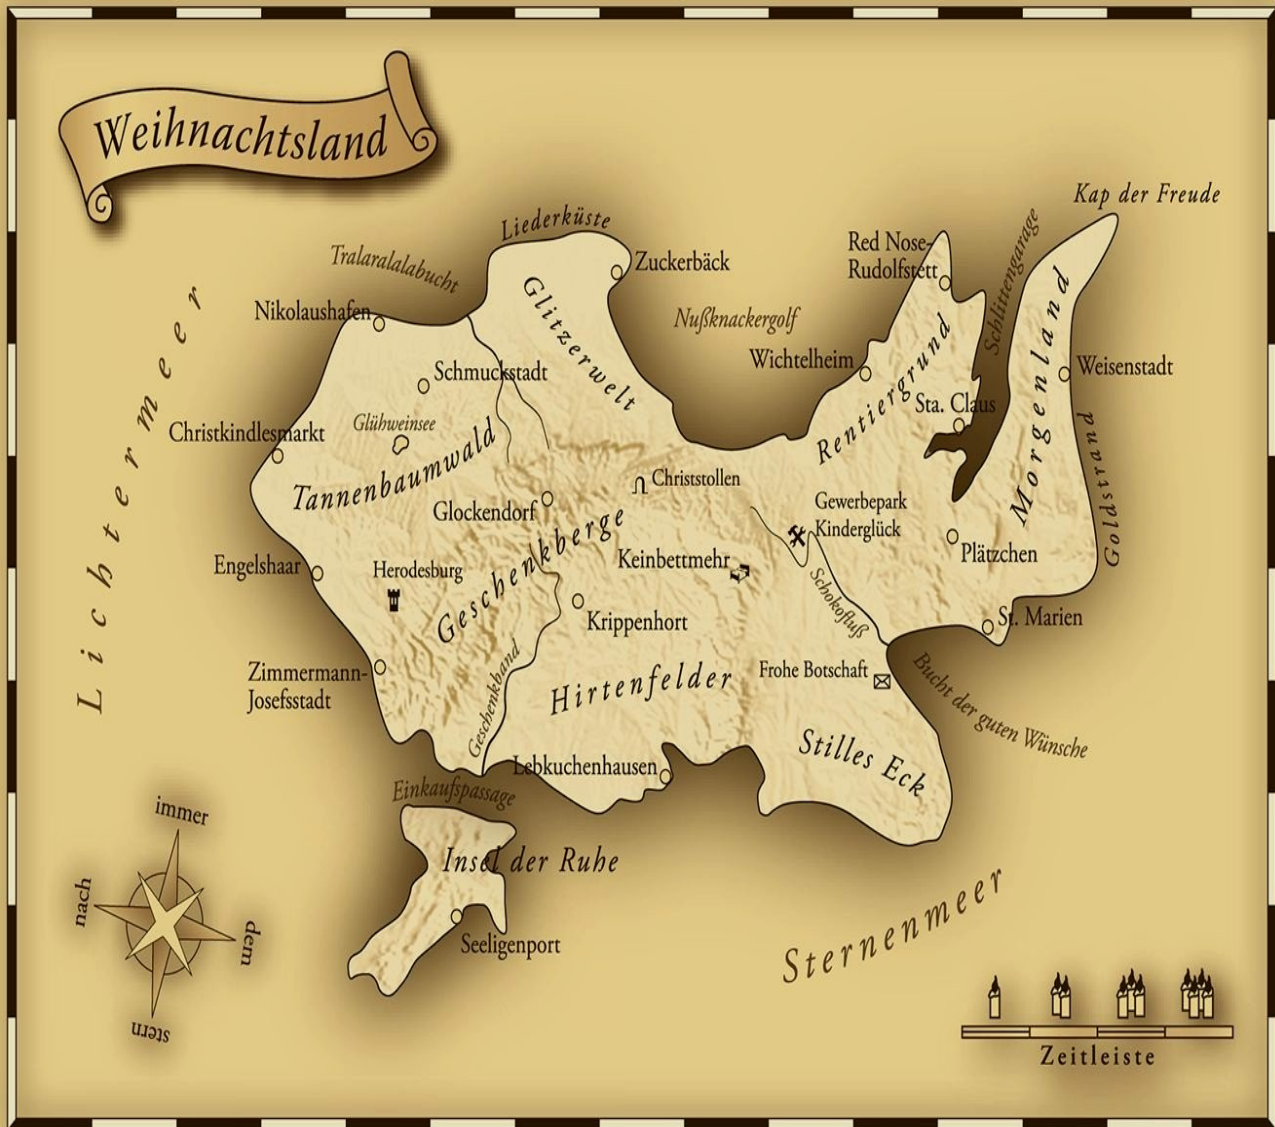 Weihnachtsland
Kap der Freude
Liederküste
Tralaralalabucht
Zuckerbäck
Red Nose-
Rudolfstett
Schlittengarage
Nikolaushafen
Glitzerwelt
Nußknackergolf
Wichtelheim
Weisenstadt
Schmuckstadt
Rentiergrund
Morgenland
Lichtermeer
Christkindlesmarkt
Glühweinsee
Sta. Claus
Goldstrand
Tannenbaumwald
Christstollen
Glockendorf
Gewerbepark
Kinderglück
Geschenkberge
Plätzchen
Engelshaar
Herodesburg
Keinbettmehr
Schokofluß
Krippenhort
St. Marien
Zimmermann-
Josefsstadt
Geschenkband
Hirtenfelder
Frohe Botschaft
Bucht der guten Wünsche
Stilles Eck
Lebkuchenhausen
Einkaufspassage
Insel der Ruhe
Seeligenport
Sternenmeer
immer
nach
dem
stern
Zeitleiste